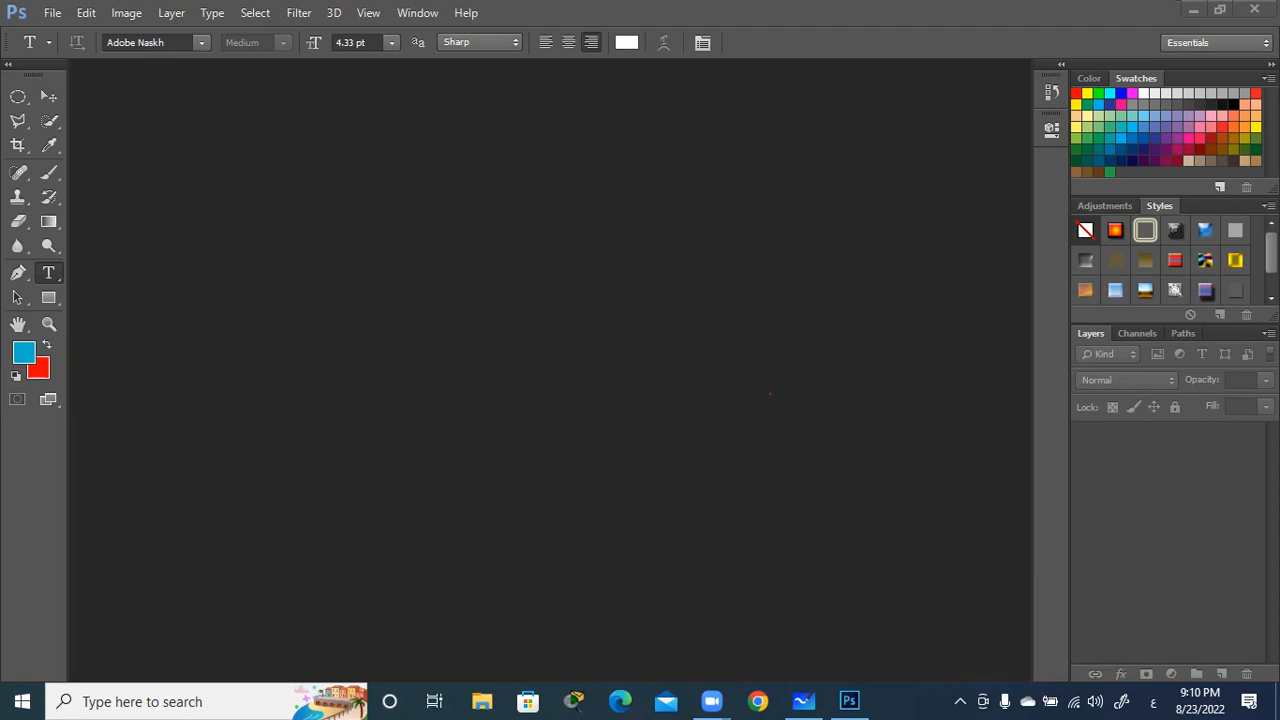 Ps File Edit Image Layer Type Select Filter 3D View Window Help
T Adobe Naskh Medium 4.33 pt aa Sharp Essentials
Color Swatches
Adjustments Styles
Layers Channels Paths
Kind
Normal Opacity:
Lock: Fill:
Type here to search
Ps
ع
9:10 PM
8/23/2022